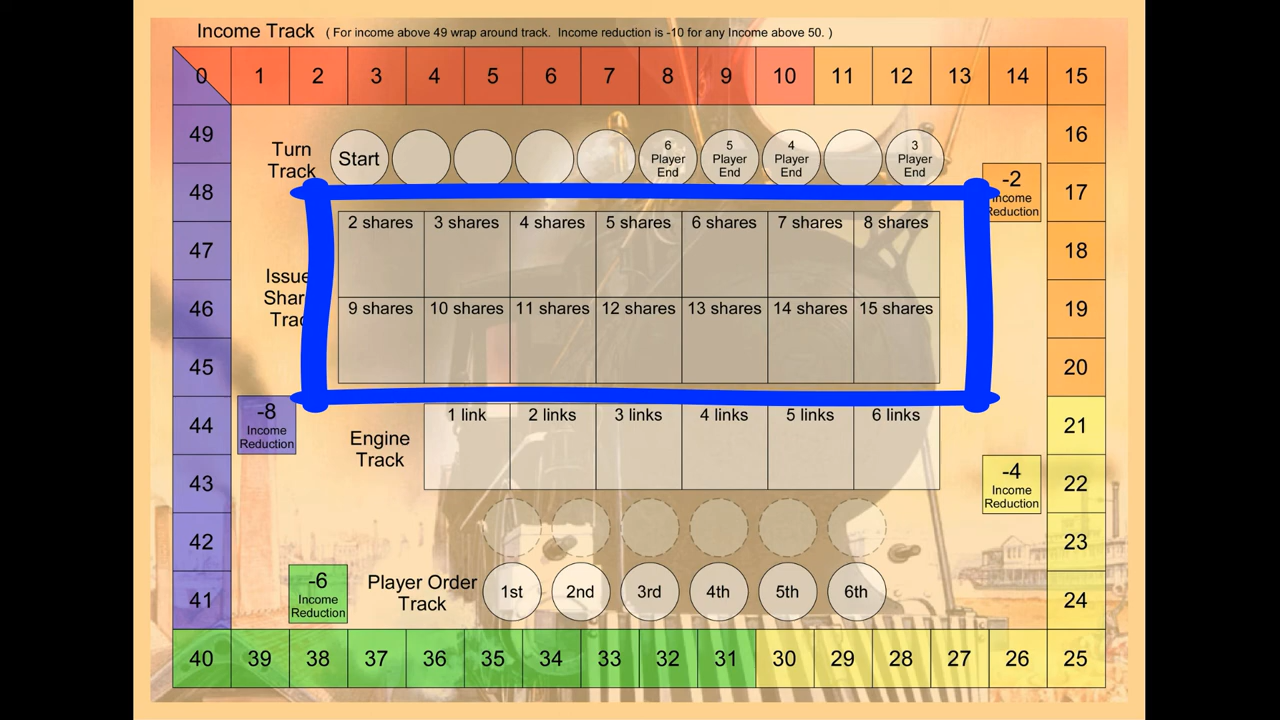 Income Track ( For income above 49 wrap around track. Income reduction is -10 for any Income above 50. )
0 1 2 3 4 5 6 7 8 9 10 11 12 13 14 15
49 16
48 17
47 18
46 19
45 20
44 21
43 22
42 23
41 24
40 39 38 37 36 35 34 33 32 31 30 29 28 27 26 25
Turn
Track
Start
6
Player
End
5
Player
End
4
Player
End
3
Player
End
-2
Income
Reduction
Issue
Share
Track
2 shares 3 shares 4 shares 5 shares 6 shares 7 shares 8 shares
9 shares 10 shares 11 shares 12 shares 13 shares 14 shares 15 shares
-8
Income
Reduction
Engine
Track
1 link 2 links 3 links 4 links 5 links 6 links
-4
Income
Reduction
-6
Income
Reduction
Player Order
Track
1st 2nd 3rd 4th 5th 6th